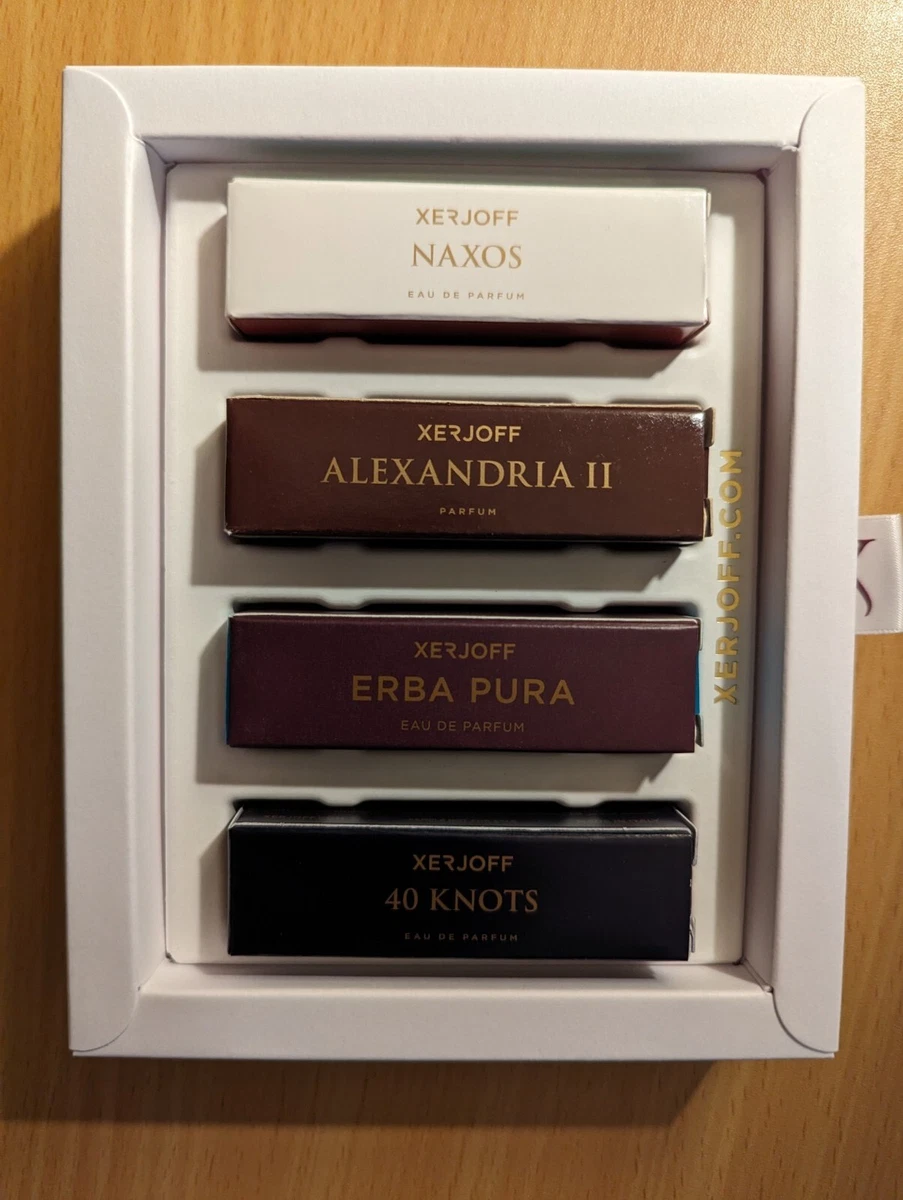 XERJOFF
NAXOS
EAU DE PARFUM
XERJOFF
ALEXANDRIA II
PARFUM
XERJOFF.COM
XERJOFF
ERBA PURA
EAU DE PARFUM
XERJOFF
40 KNOTS
EAU DE PARFUM